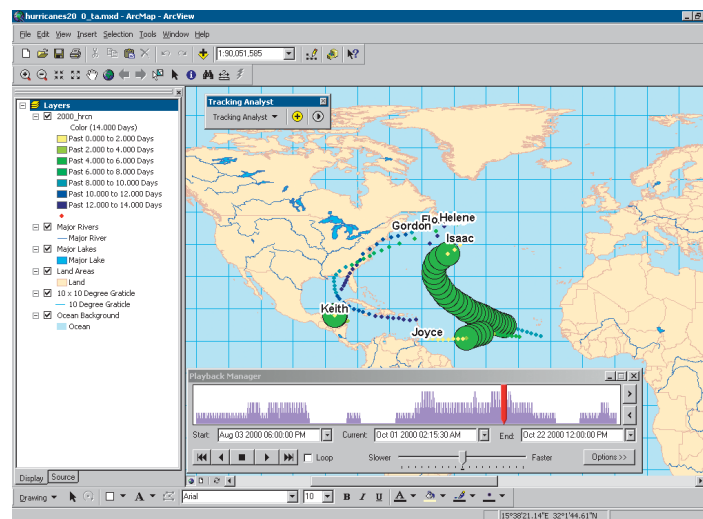 hurricanes20 0_ta.mxd - ArcMap - ArcView
File Edit View Insert Selection Tools Window Help
1:90,051,585
Layers
2000_hrcn
Color (14.000 Days)
Past 0.000 to 2.000 Days
Past 2.000 to 4.000 Days
Past 4.000 to 6.000 Days
Past 6.000 to 8.000 Days
Past 8.000 to 10.000 Days
Past 10.000 to 12.000 Days
Past 12.000 to 14.000 Days
Major Rivers
Major River
Major Lakes
Major Lake
Land Areas
Land
10 x 10 Degree Graticle
10 Degree Graticle
Ocean Background
Ocean
Tracking Analyst
Tracking Analyst
Flo Helene
Gordon
Isaac
Keith
Joyce
Playback Manager
Start: Aug 03 2000 06:00:00 PM Current: Oct 01 2000 02:15:30 AM End: Oct 22 2000 12:00:00 PM
Loop Slower Faster Options >>
Display Source
Drawing A Arial 10 B I U A
15°38'21.14"E 32°1'44.61"N